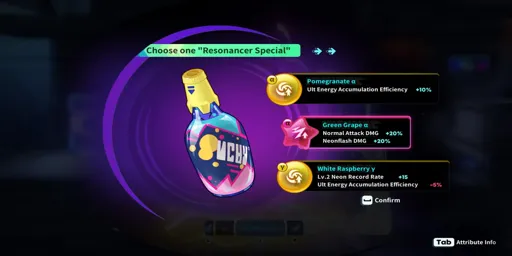 Choose one "Resonancer Special"
α
Pomegranate α
Ult Energy Accumulation Efficiency +10%
Green Grape α
Normal Attack DMG +30%
Neonflash DMG +20%
γ
White Raspberry γ
Lv.2 Neon Record Rate +15
Ult Energy Accumulation Efficiency -5%
Confirm
Tab Attribute Info